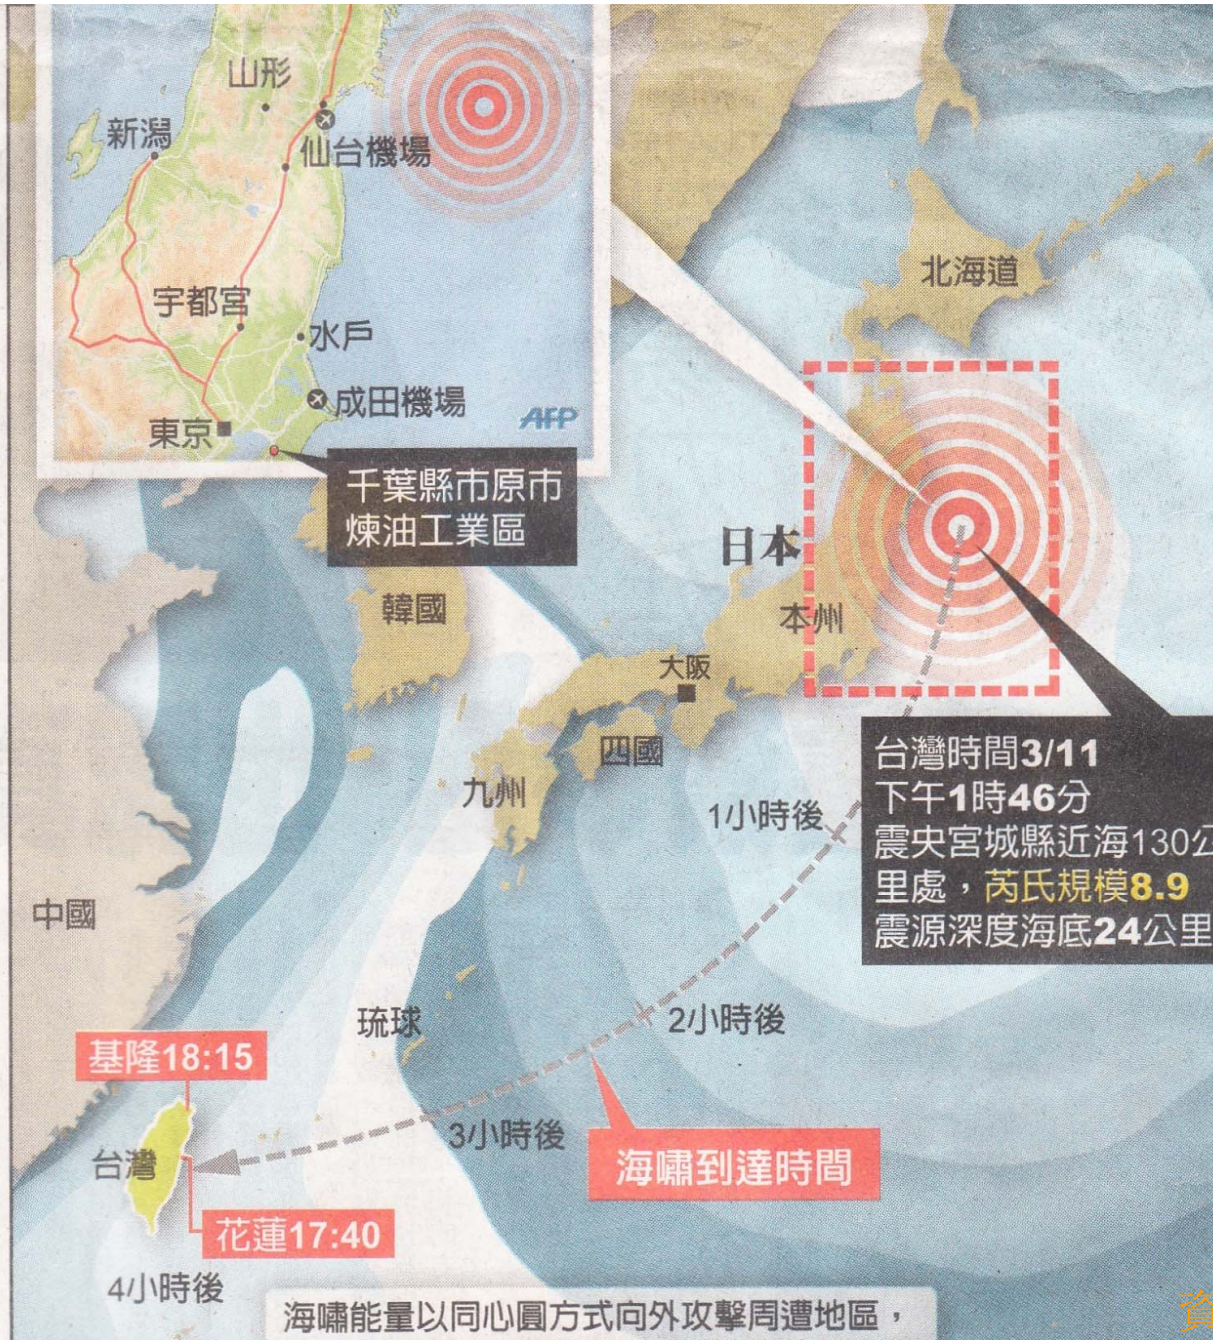 山形
新潟
仙台機場
宇都宮
水戶
成田機場
東京
AFP
千葉縣市原市
煉油工業區
北海道
日本
本州
韓國
大阪
四國
九州
台灣時間3/11
下午1時46分
震央宮城縣近海130公
里處，芮氏規模8.9
震源深度海底24公里
1小時後
中國
琉球
2小時後
基隆18:15
3小時後
海嘯到達時間
台灣
花蓮17:40
4小時後
海嘯能量以同心圓方式向外攻擊周遭地區，